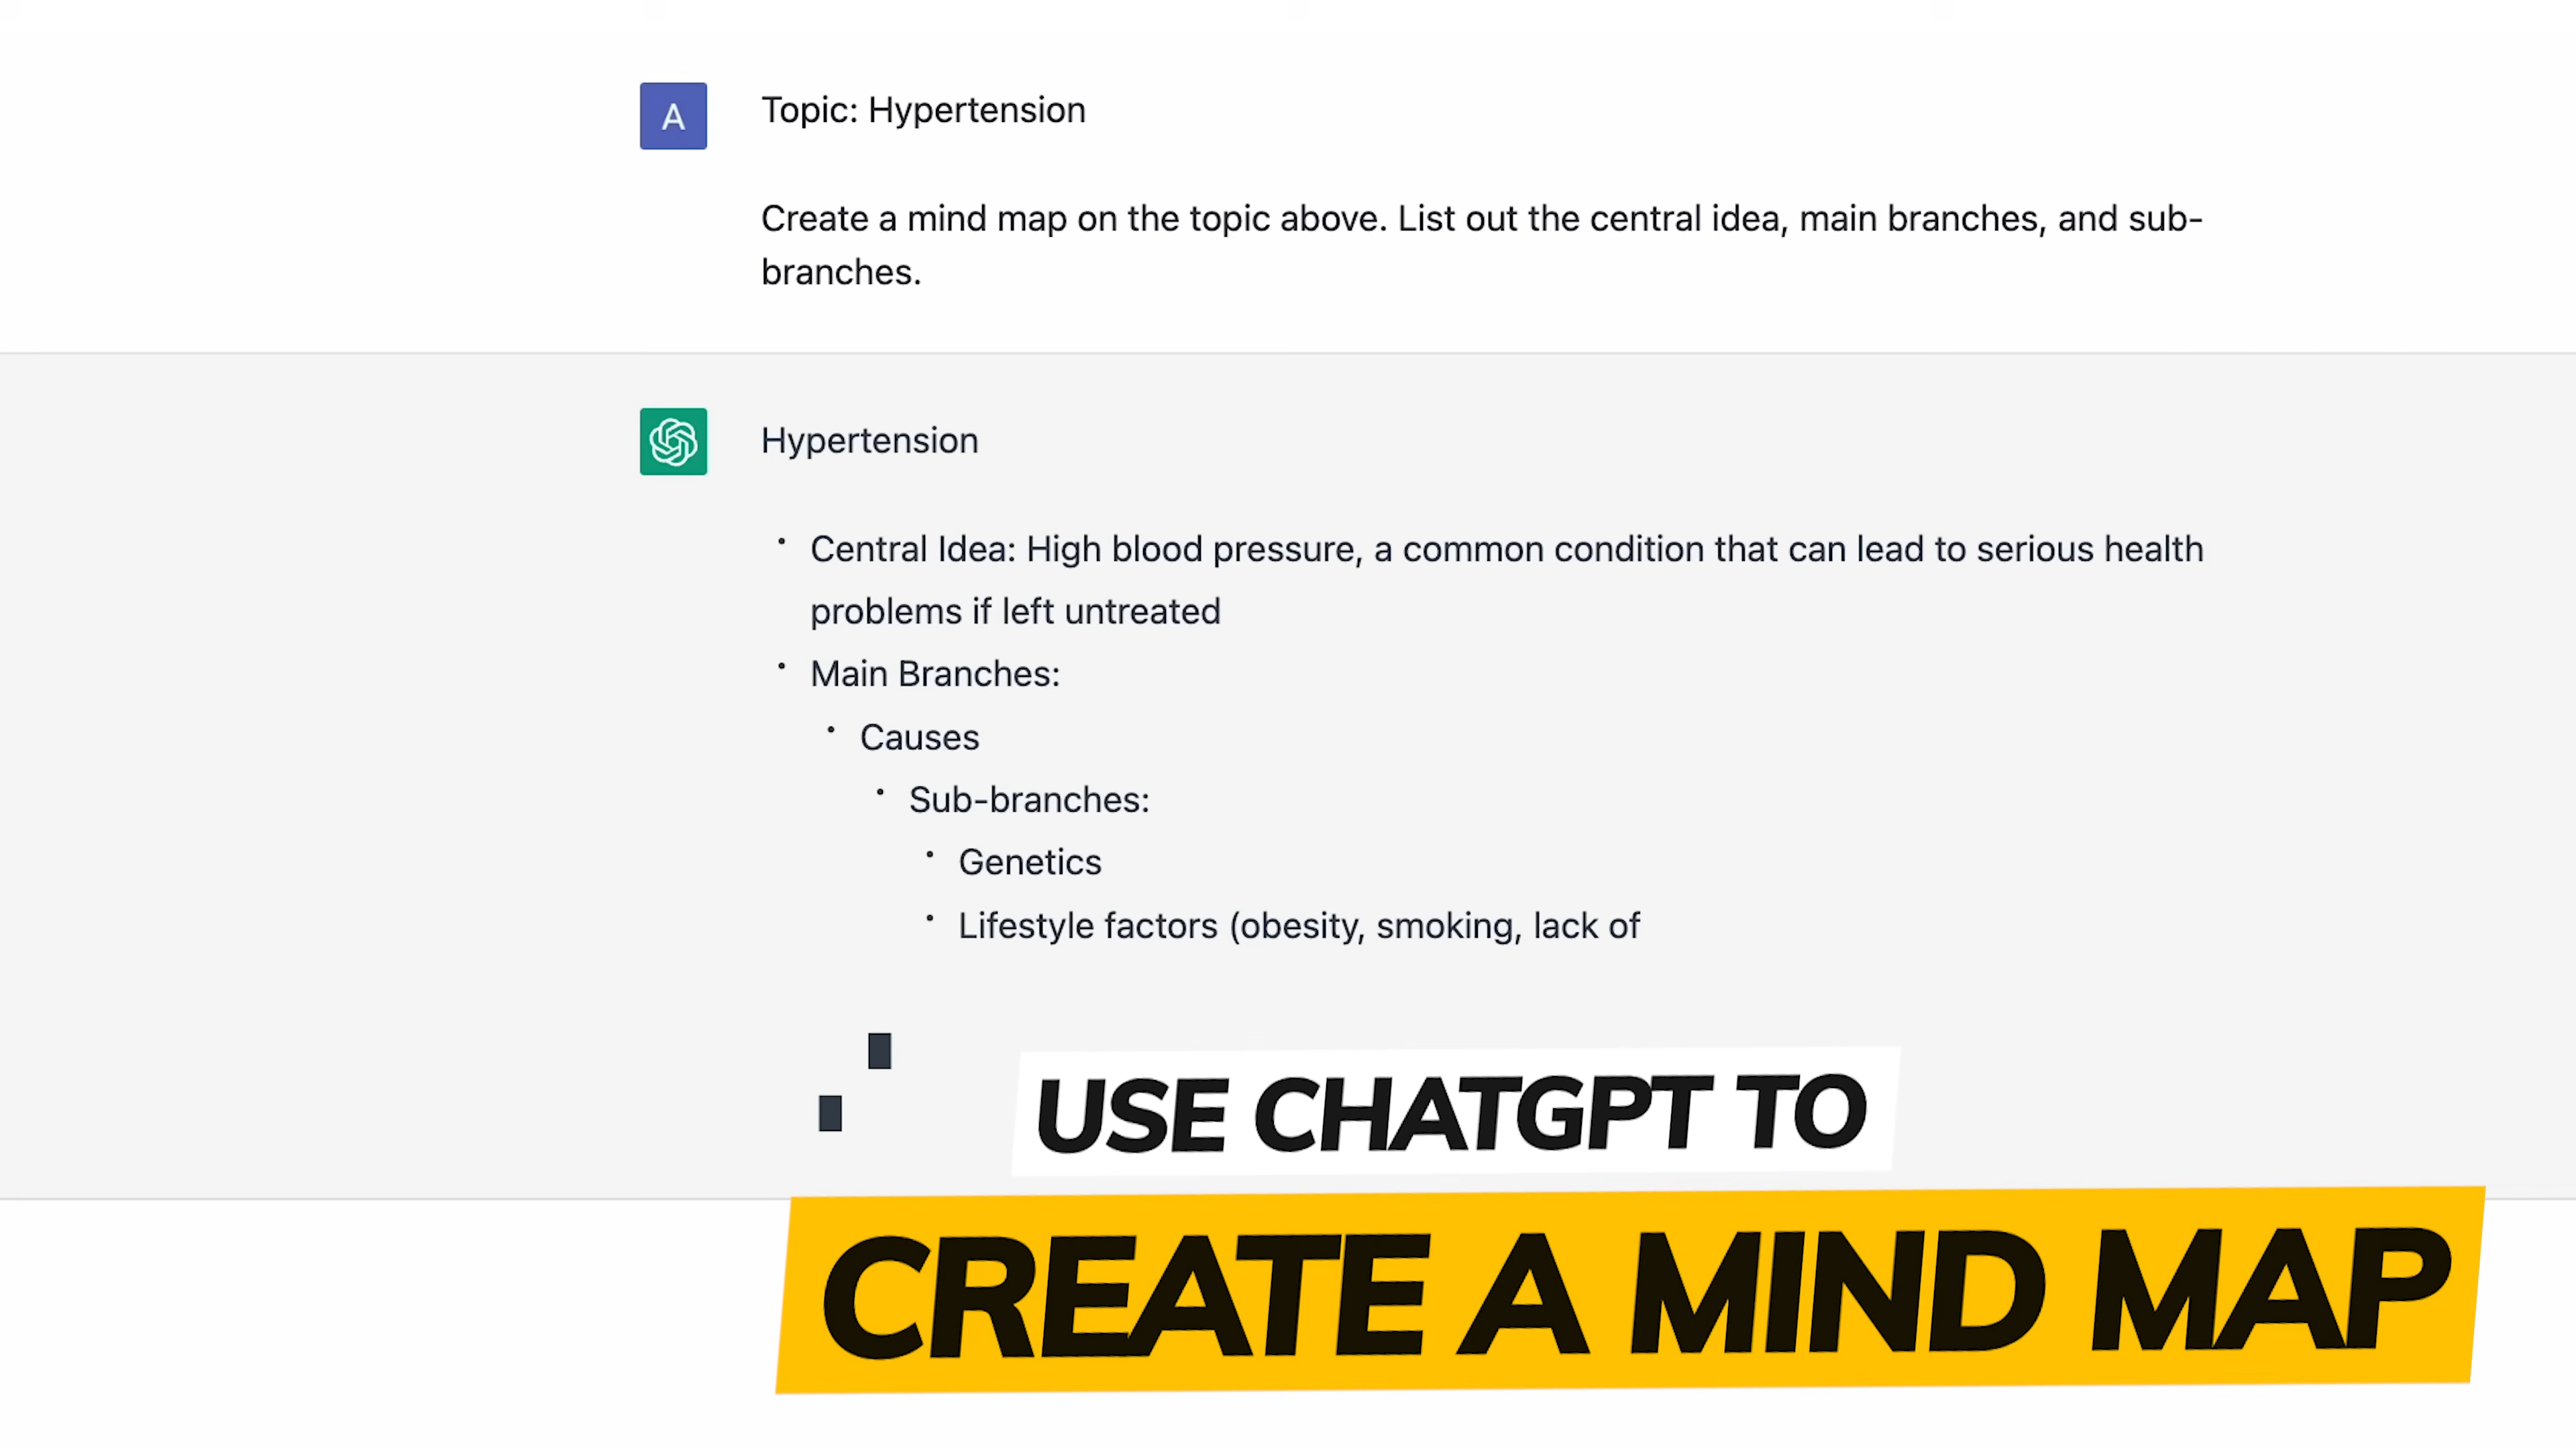 A
Topic: Hypertension
Create a mind map on the topic above. List out the central idea, main branches, and sub-
branches.
Hypertension
• Central Idea: High blood pressure, a common condition that can lead to serious health
problems if left untreated
• Main Branches:
• Causes
• Sub-branches:
• Genetics
• Lifestyle factors (obesity, smoking, lack of
USE CHATGPT TO
CREATE A MIND MAP